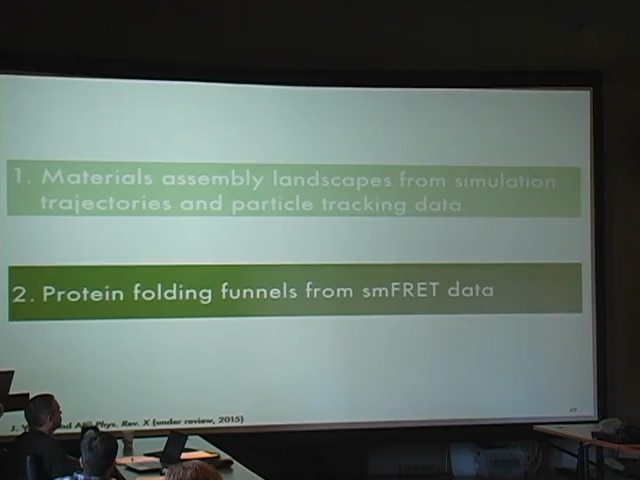 1. Materials assembly landscapes from simulation
trajectories and particle tracking data
2. Protein folding funnels from smFRET data
J. and Phys. Rev. X (under review, 2015)